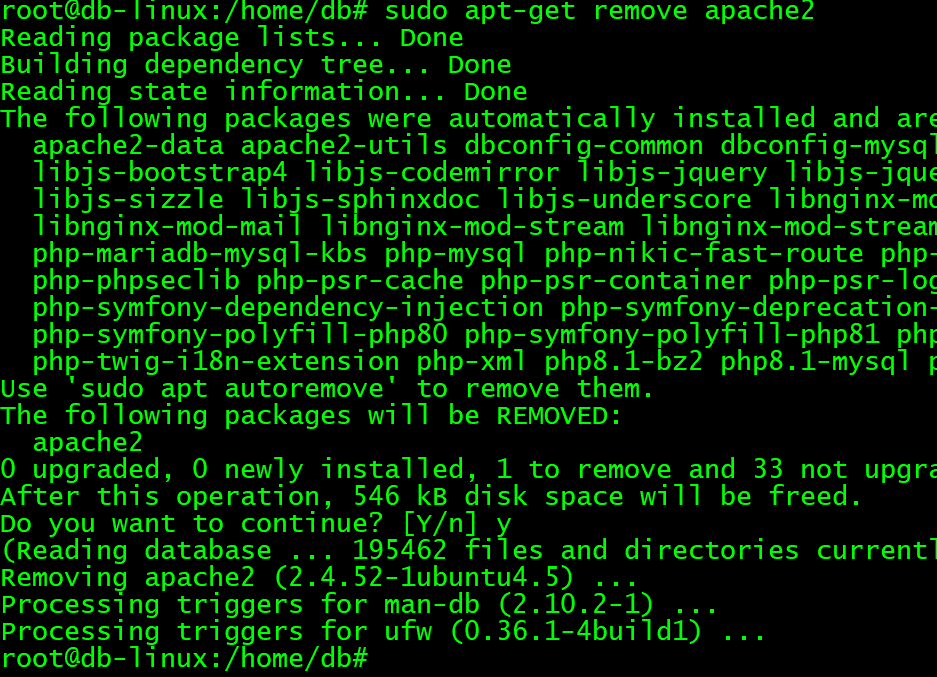 root@db-linux:/home/db# sudo apt-get remove apache2
Reading package lists... Done
Building dependency tree... Done
Reading state information... Done
The following packages were automatically installed and are
  apache2-data apache2-utils dbconfig-common dbconfig-mysql
  libjs-bootstrap4 libjs-codemirror libjs-jquery libjs-jque
  libjs-sizzle libjs-sphinxdoc libjs-underscore libnginx-mo
  libnginx-mod-mail libnginx-mod-stream libnginx-mod-stream
  php-mariadb-mysql-kbs php-mysql php-nikic-fast-route php-
  php-phpseclib php-psr-cache php-psr-container php-psr-log
  php-symfony-dependency-injection php-symfony-deprecation-
  php-symfony-polyfill-php80 php-symfony-polyfill-php81 php
  php-twig-i18n-extension php-xml php8.1-bz2 php8.1-mysql p
Use 'sudo apt autoremove' to remove them.
The following packages will be REMOVED:
  apache2
0 upgraded, 0 newly installed, 1 to remove and 33 not upgra
After this operation, 546 kB disk space will be freed.
Do you want to continue? [Y/n] y
(Reading database ... 195462 files and directories currentl
Removing apache2 (2.4.52-1ubuntu4.5) ...
Processing triggers for man-db (2.10.2-1) ...
Processing triggers for ufw (0.36.1-4build1) ...
root@db-linux:/home/db#